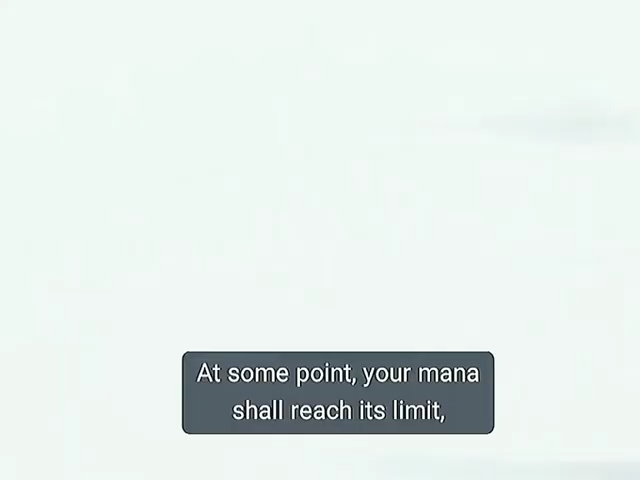 At some point, your mana
shall reach its limit,